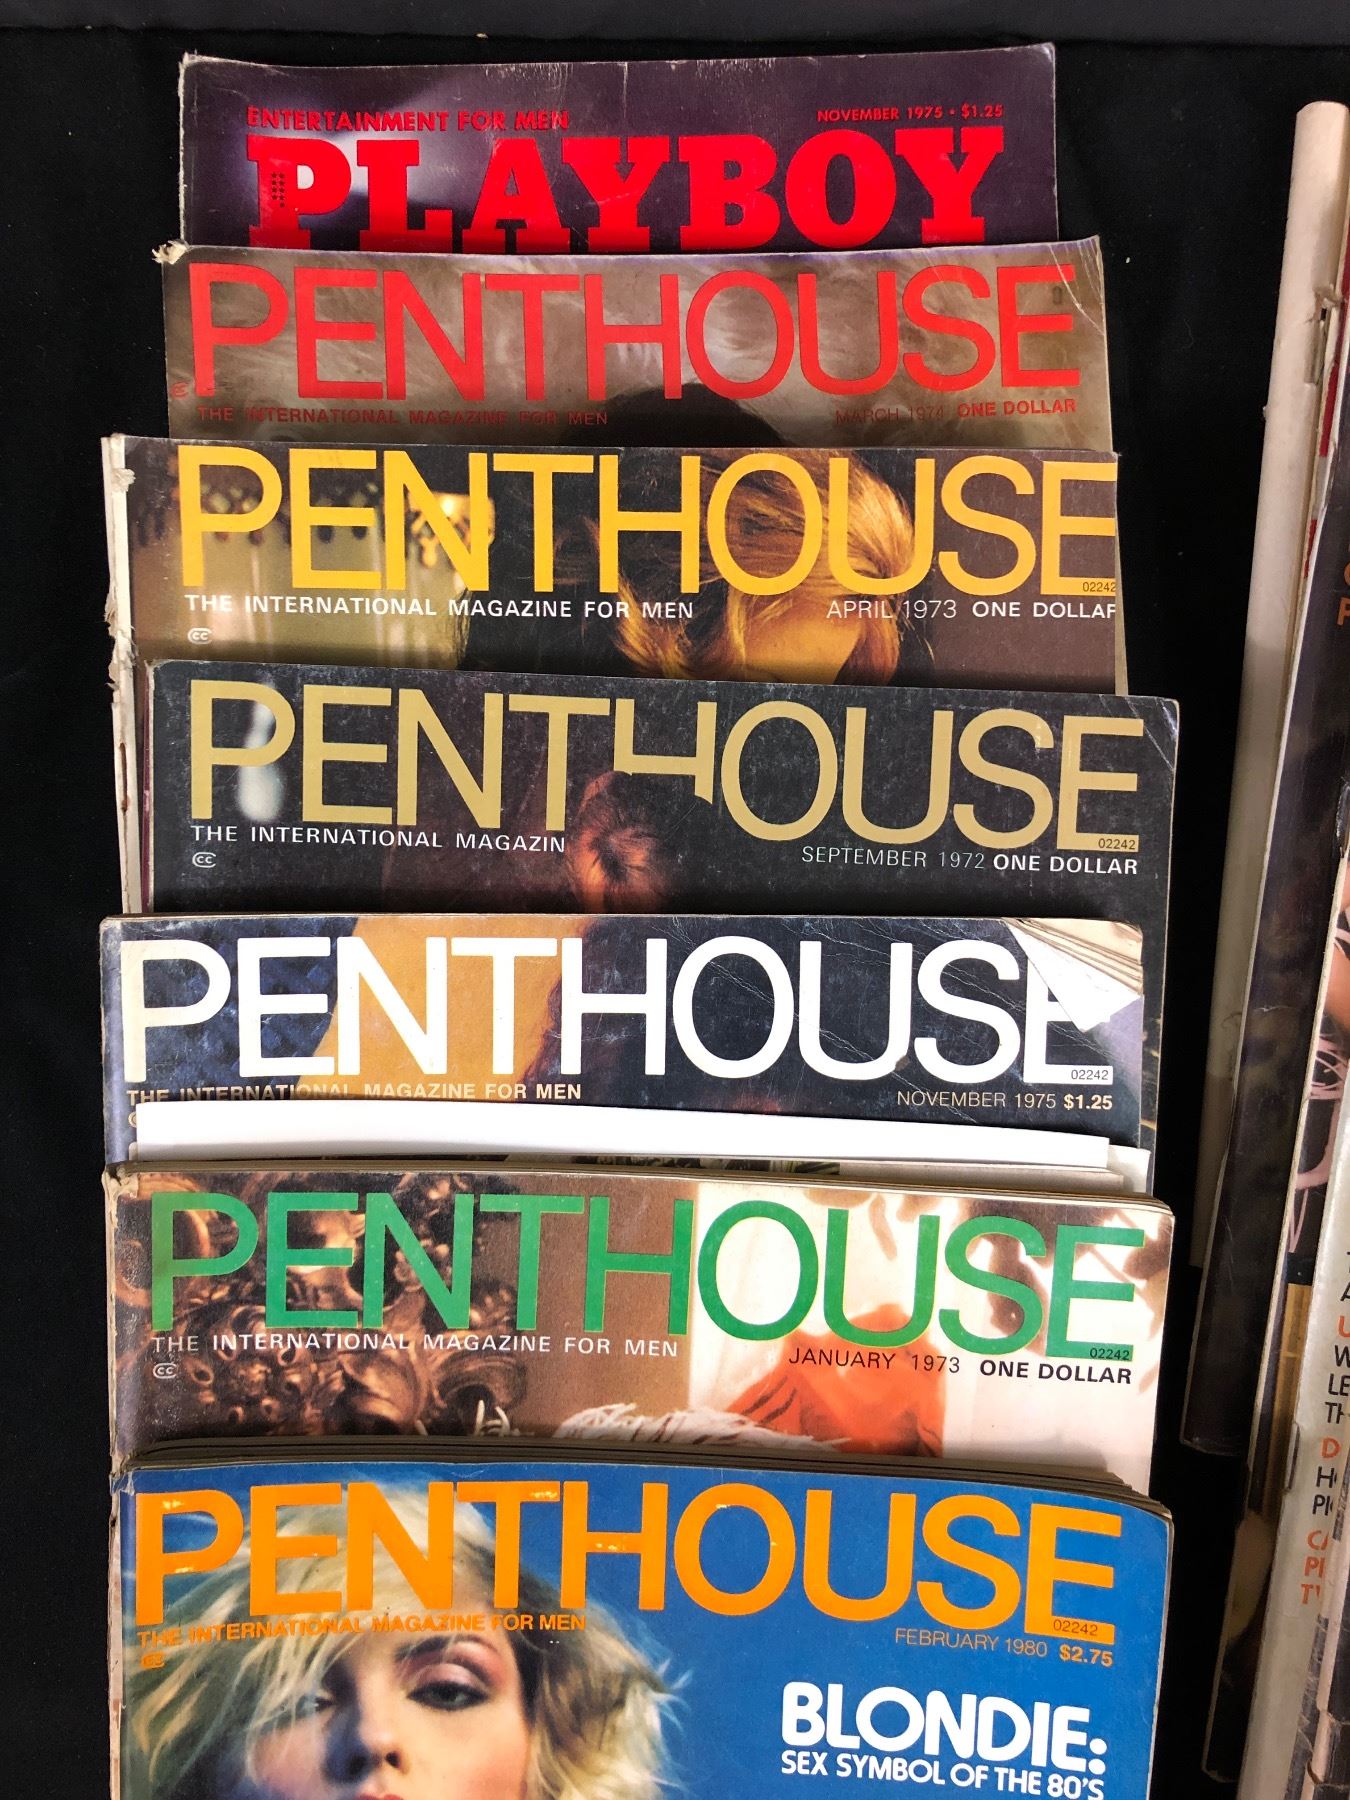 ENTERTAINMENT FOR MEN
NOVEMBER 1975 • $1.25
PLAYBOY
PENTHOUSE
THE INTERNATIONAL MAGAZINE FOR MEN
MARCH 1974 ONE DOLLAR
PENTHOUSE
02242
THE INTERNATIONAL MAGAZINE FOR MEN
APRIL 1973 ONE DOLLAR
CC
PENTHOUSE
02242
THE INTERNATIONAL MAGAZIN
SEPTEMBER 1972 ONE DOLLAR
CC
PENTHOUSE
02242
THE INTERNATIONAL MAGAZINE FOR MEN
NOVEMBER 1975 $1.25
PENTHOUSE
02242
THE INTERNATIONAL MAGAZINE FOR MEN
JANUARY 1973 ONE DOLLAR
CC
PENTHOUSE
02242
THE INTERNATIONAL MAGAZINE FOR MEN
FEBRUARY 1980 $2.75
BLONDIE:
SEX SYMBOL OF THE 80'S